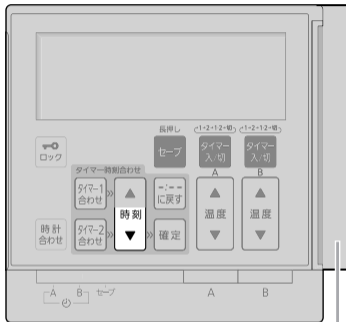 長押し
1・2・1・2・切
1・2・1・2・切
ロック
セーブ
タイマー
入/切
タイマー
入/切
タイマー時刻合わせ
A
B
タイマー1
合わせ
»
▲
時刻
▼
-:--
に戻す
▲
温度
▼
▲
温度
▼
時計
合わせ
タイマー2
合わせ
»
»
確定
A
B
セーブ
A
B